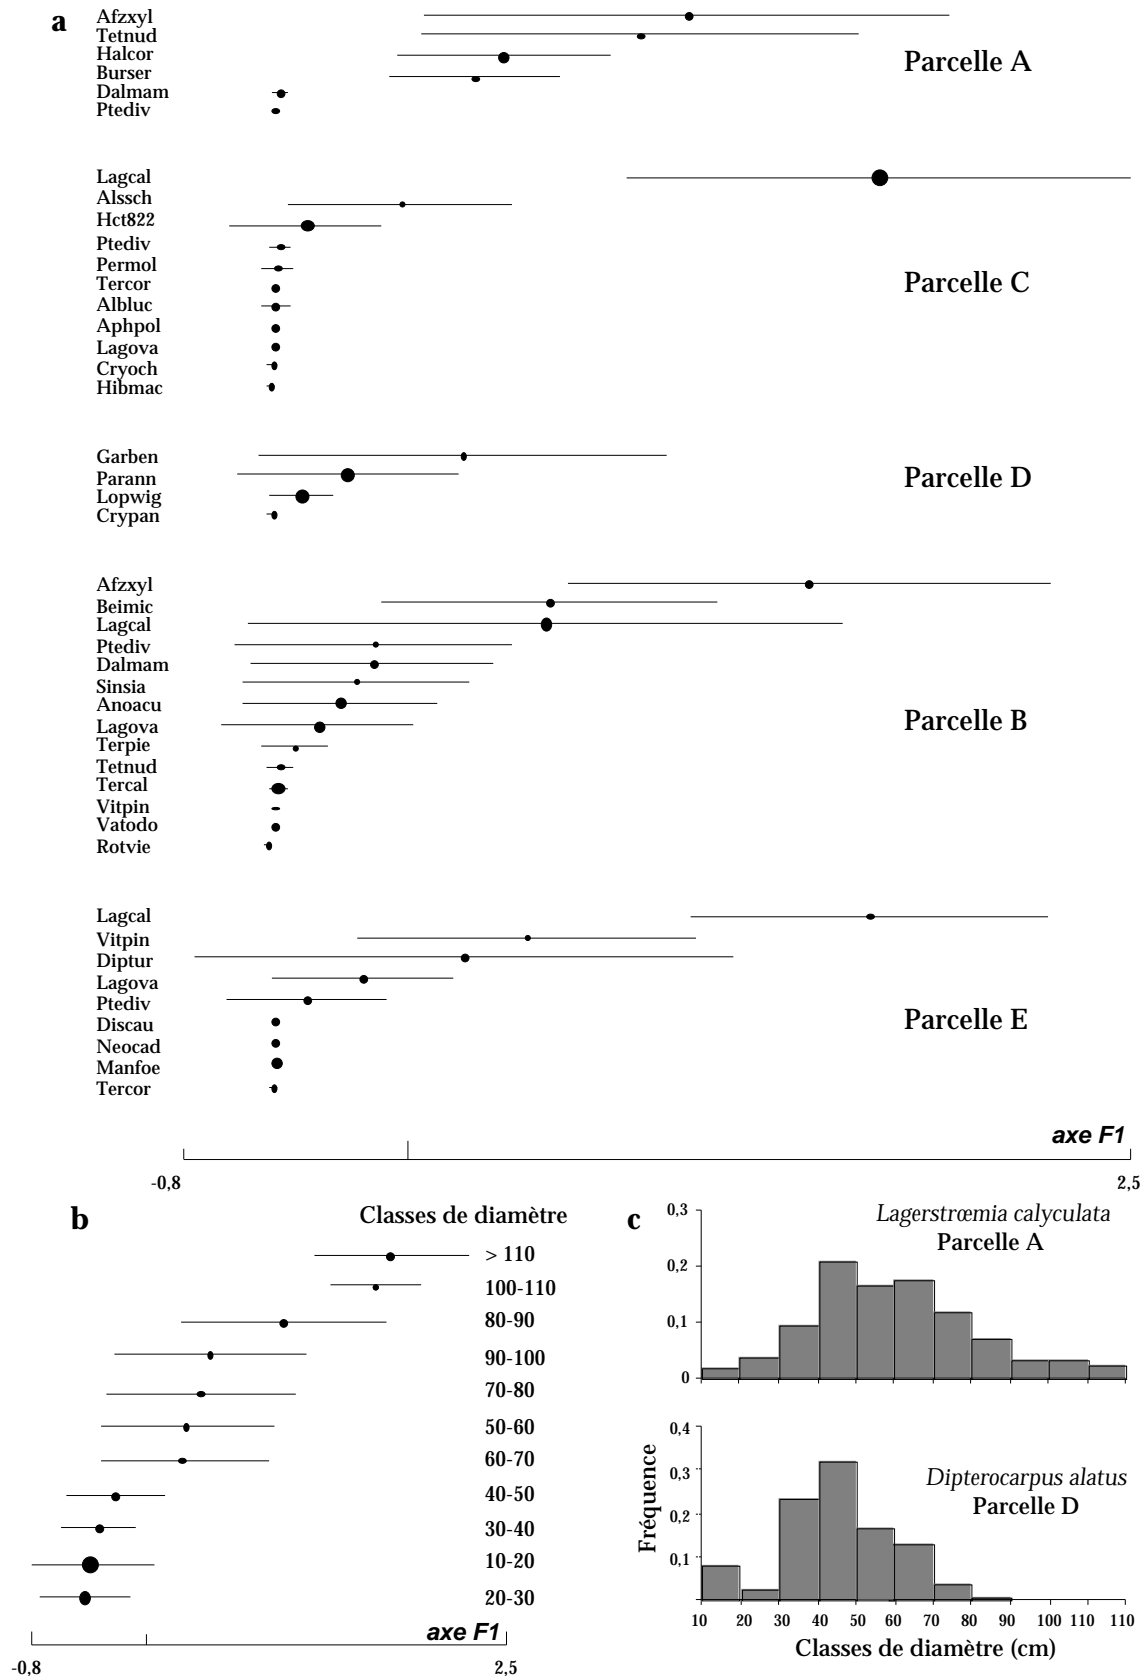 a
Afzxyl
Tetnud
Halcor
Burser
Dalmam
Ptediv
Parcelle A
Lagcal
Alssch
Hct822
Ptediv
Permol
Tercor
Albluc
Aphpol
Lagova
Cryoch
Hibmac
Parcelle C
Garben
Parann
Lopwig
Crypan
Parcelle D
Afzxyl
Beimic
Lagcal
Ptediv
Dalmam
Sinsia
Anoacu
Lagova
Terpie
Tetnud
Tercal
Vitpin
Vatodo
Rotvie
Parcelle B
Lagcal
Vitpin
Diptur
Lagova
Ptediv
Discau
Neocad
Manfoe
Tercor
Parcelle E
axe F1
-0,8 2,5
b
Classes de diamètre
> 110
100-110
80-90
90-100
70-80
50-60
60-70
40-50
30-40
10-20
20-30
axe F1
-0,8 2,5
c
Lagerstrœmia calyculata
Parcelle A
0,3
0,2
0,1
0
Dipterocarpus alatus
Parcelle D
0,4
0,3
0,2
0,1
Fréquence
10 20 30 40 50 60 70 80 90 100 110 110
Classes de diamètre (cm)